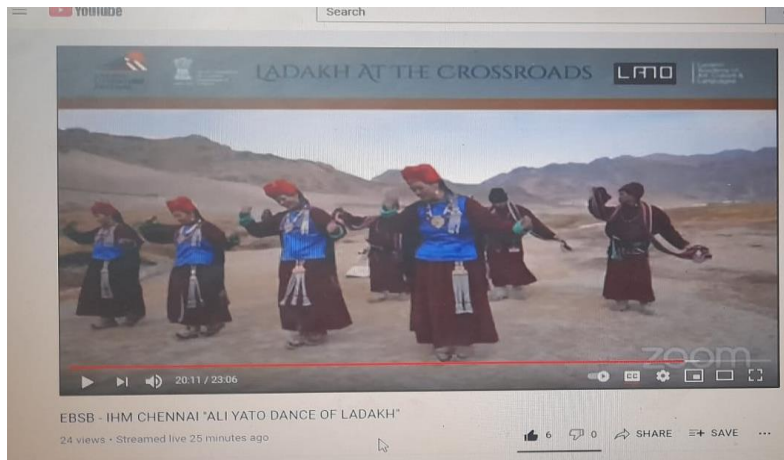 YouTube
Search
LADAKH AT THE CROSSROADS
LMO
zoom
20:11 / 23:06
CC
EBSB - IHM CHENNAI "ALI YATO DANCE OF LADAKH"
24 views • Streamed live 25 minutes ago
6
0
SHARE
SAVE